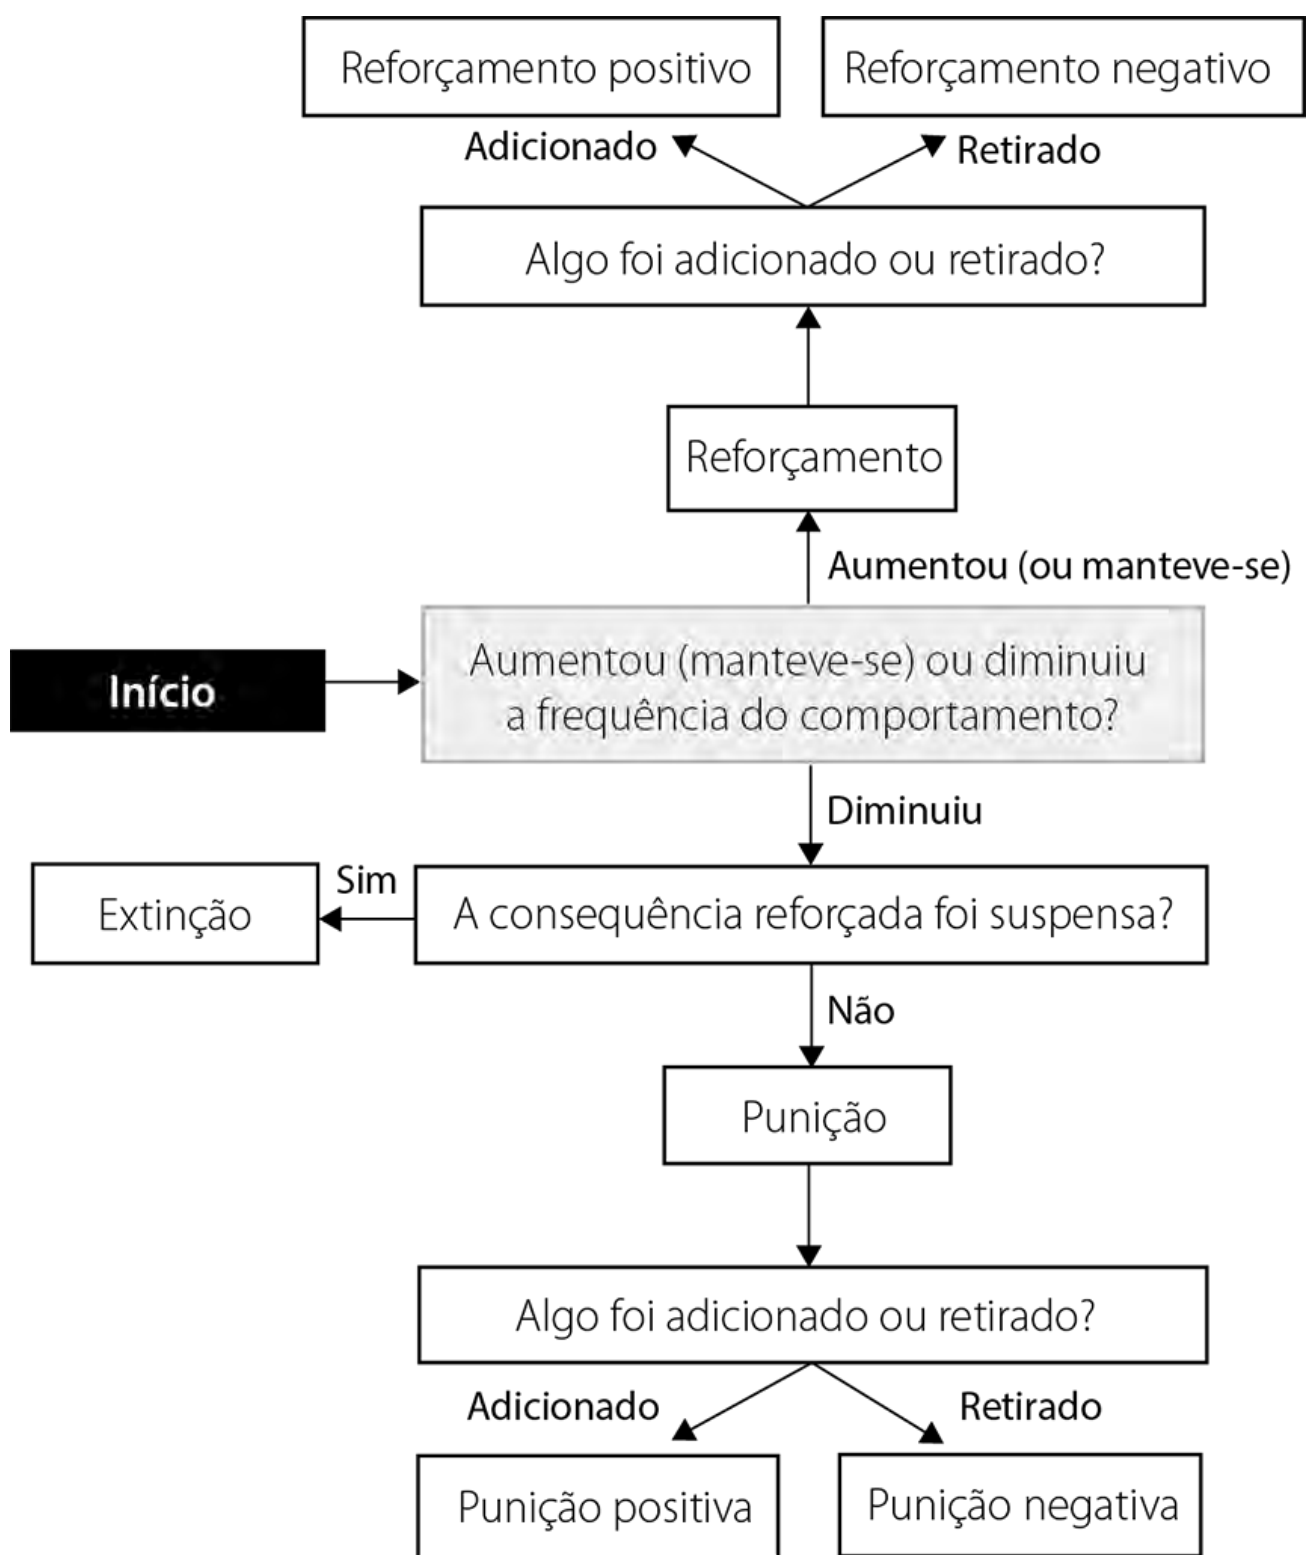 Reforçamento positivo
Reforçamento negativo
Adicionado
Retirado
Algo foi adicionado ou retirado?
Reforçamento
Aumentou (ou manteve-se)
Início
Aumentou (manteve-se) ou diminuiu
a frequência do comportamento?
Diminuiu
Extinção
Sim
A consequência reforçada foi suspensa?
Não
Punição
Algo foi adicionado ou retirado?
Adicionado
Retirado
Punição positiva
Punição negativa